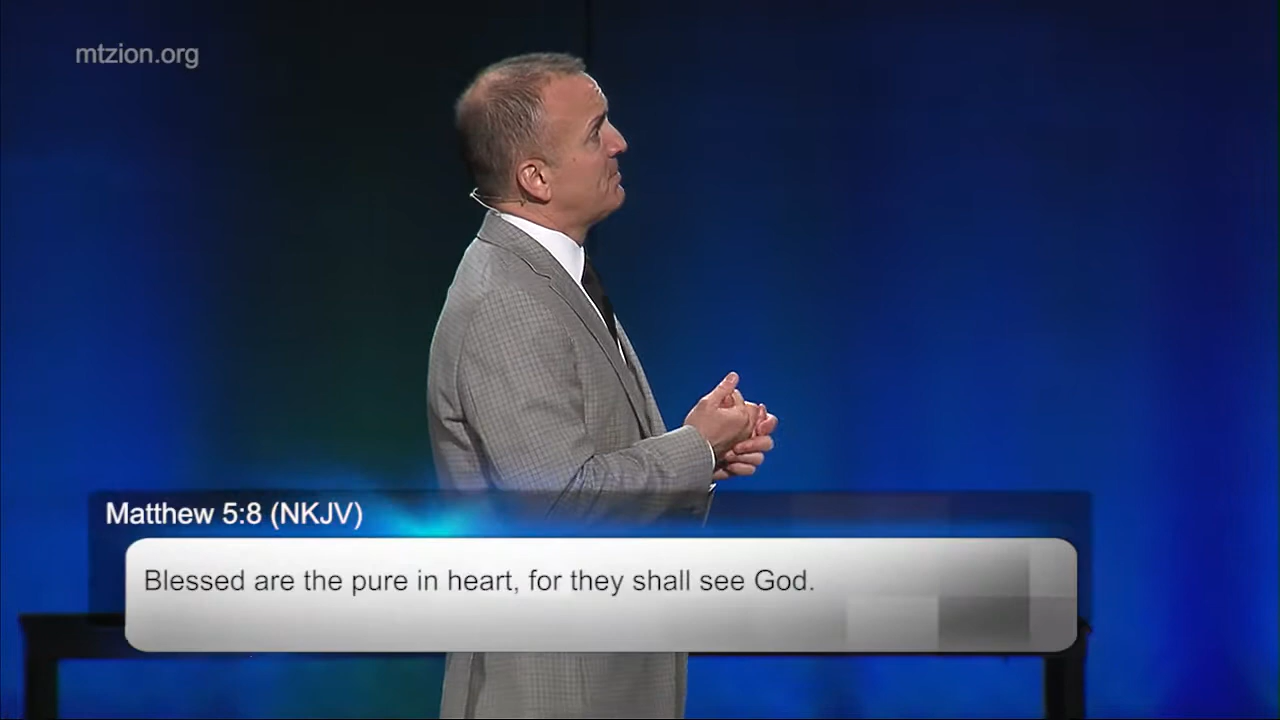 mtzion.org
Matthew 5:8 (NKJV)
Blessed are the pure in heart, for they shall see God.